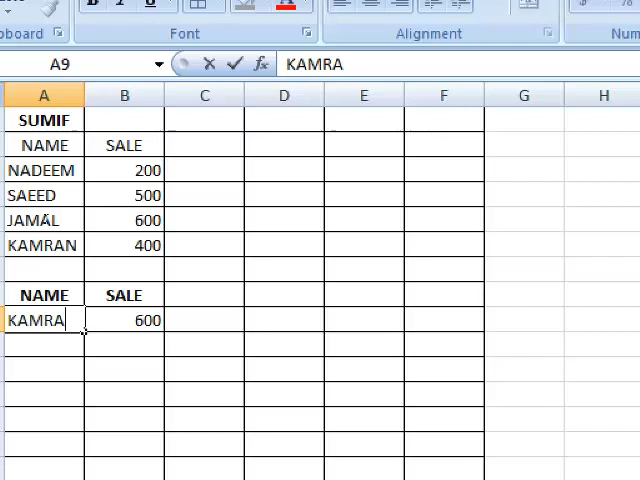 B I U
pboard Font Alignment Num
A9 fx KAMRA
A B C D E F G H
SUMIF
NAME SALE
NADEEM 200
SAEED 500
JAMAL 600
KAMRAN 400
NAME SALE
KAMRA 600